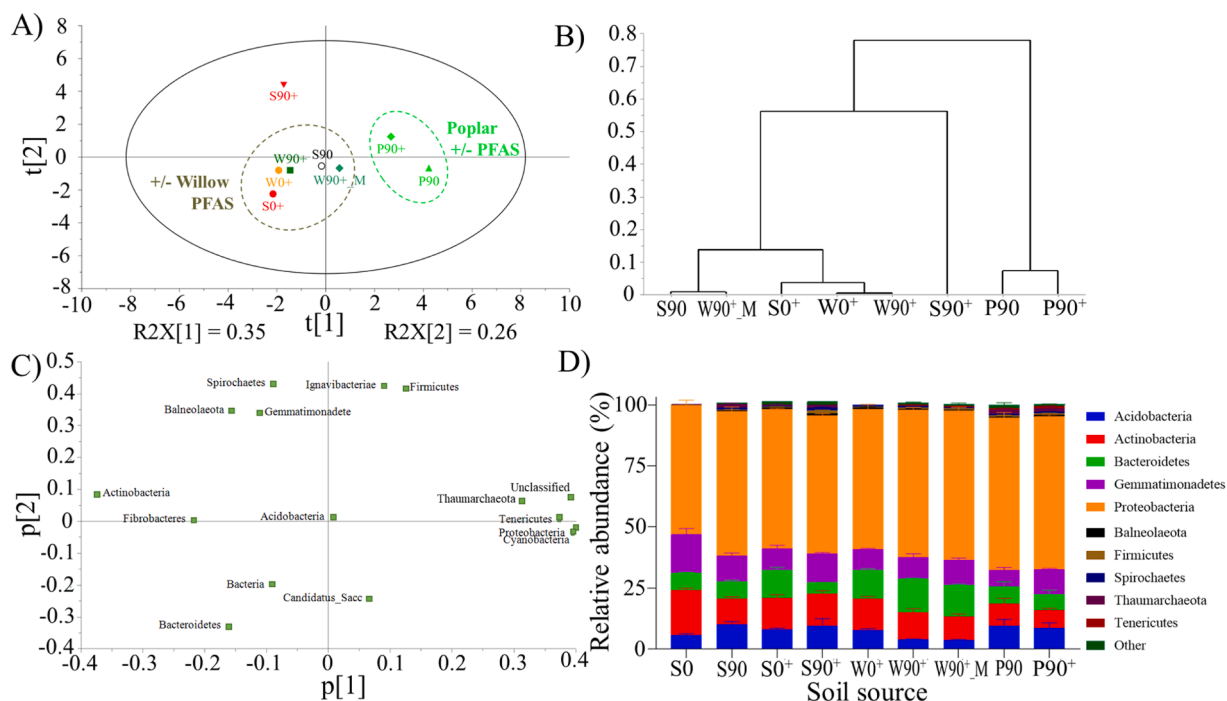 A)
8
6
4
2
0
-2
-4
-6
-8
t[2]
-10 -8 -6 -4 -2 0 2 4 6 8 10
R2X[1] = 0.35
t[1]
R2X[2] = 0.26
S90+
W90+
S90
W0+
W90+_M
S0+
P90+
P90
+/- Willow
PFAS
Poplar
+/- PFAS
B)
0.8
0.7
0.6
0.5
0.4
0.3
0.2
0.1
0
S90 W90+_M S0+ W0+ W90+ S90+ P90 P90+
C)
0.5
0.4
0.3
0.2
0.1
0
-0.1
-0.2
-0.3
-0.4
p[2]
-0.4 -0.3 -0.2 -0.1 0 0.1 0.2 0.3 0.4
p[1]
Spirochaetes
Ignavibacteriae
Firmicutes
Balneolaeota
Gemmatimonadete
Actinobacteria
Unclassified
Thaumarchaeota
Fibrobacteres
Acidobacteria
Tenericutes
Proteobacteria
Cyanobacteria
Bacteria
Candidatus_Sacc
Bacteroidetes
D)
100
75
50
25
0
Relative abundance (%)
S0 S90 S0+ S90+ W0+ W90+ W90+_M P90 P90+
Soil source
Acidobacteria
Actinobacteria
Bacteroidetes
Gemmatimonadetes
Proteobacteria
Balneolaeota
Firmicutes
Spirochaetes
Thaumarchaeota
Tenericutes
Other